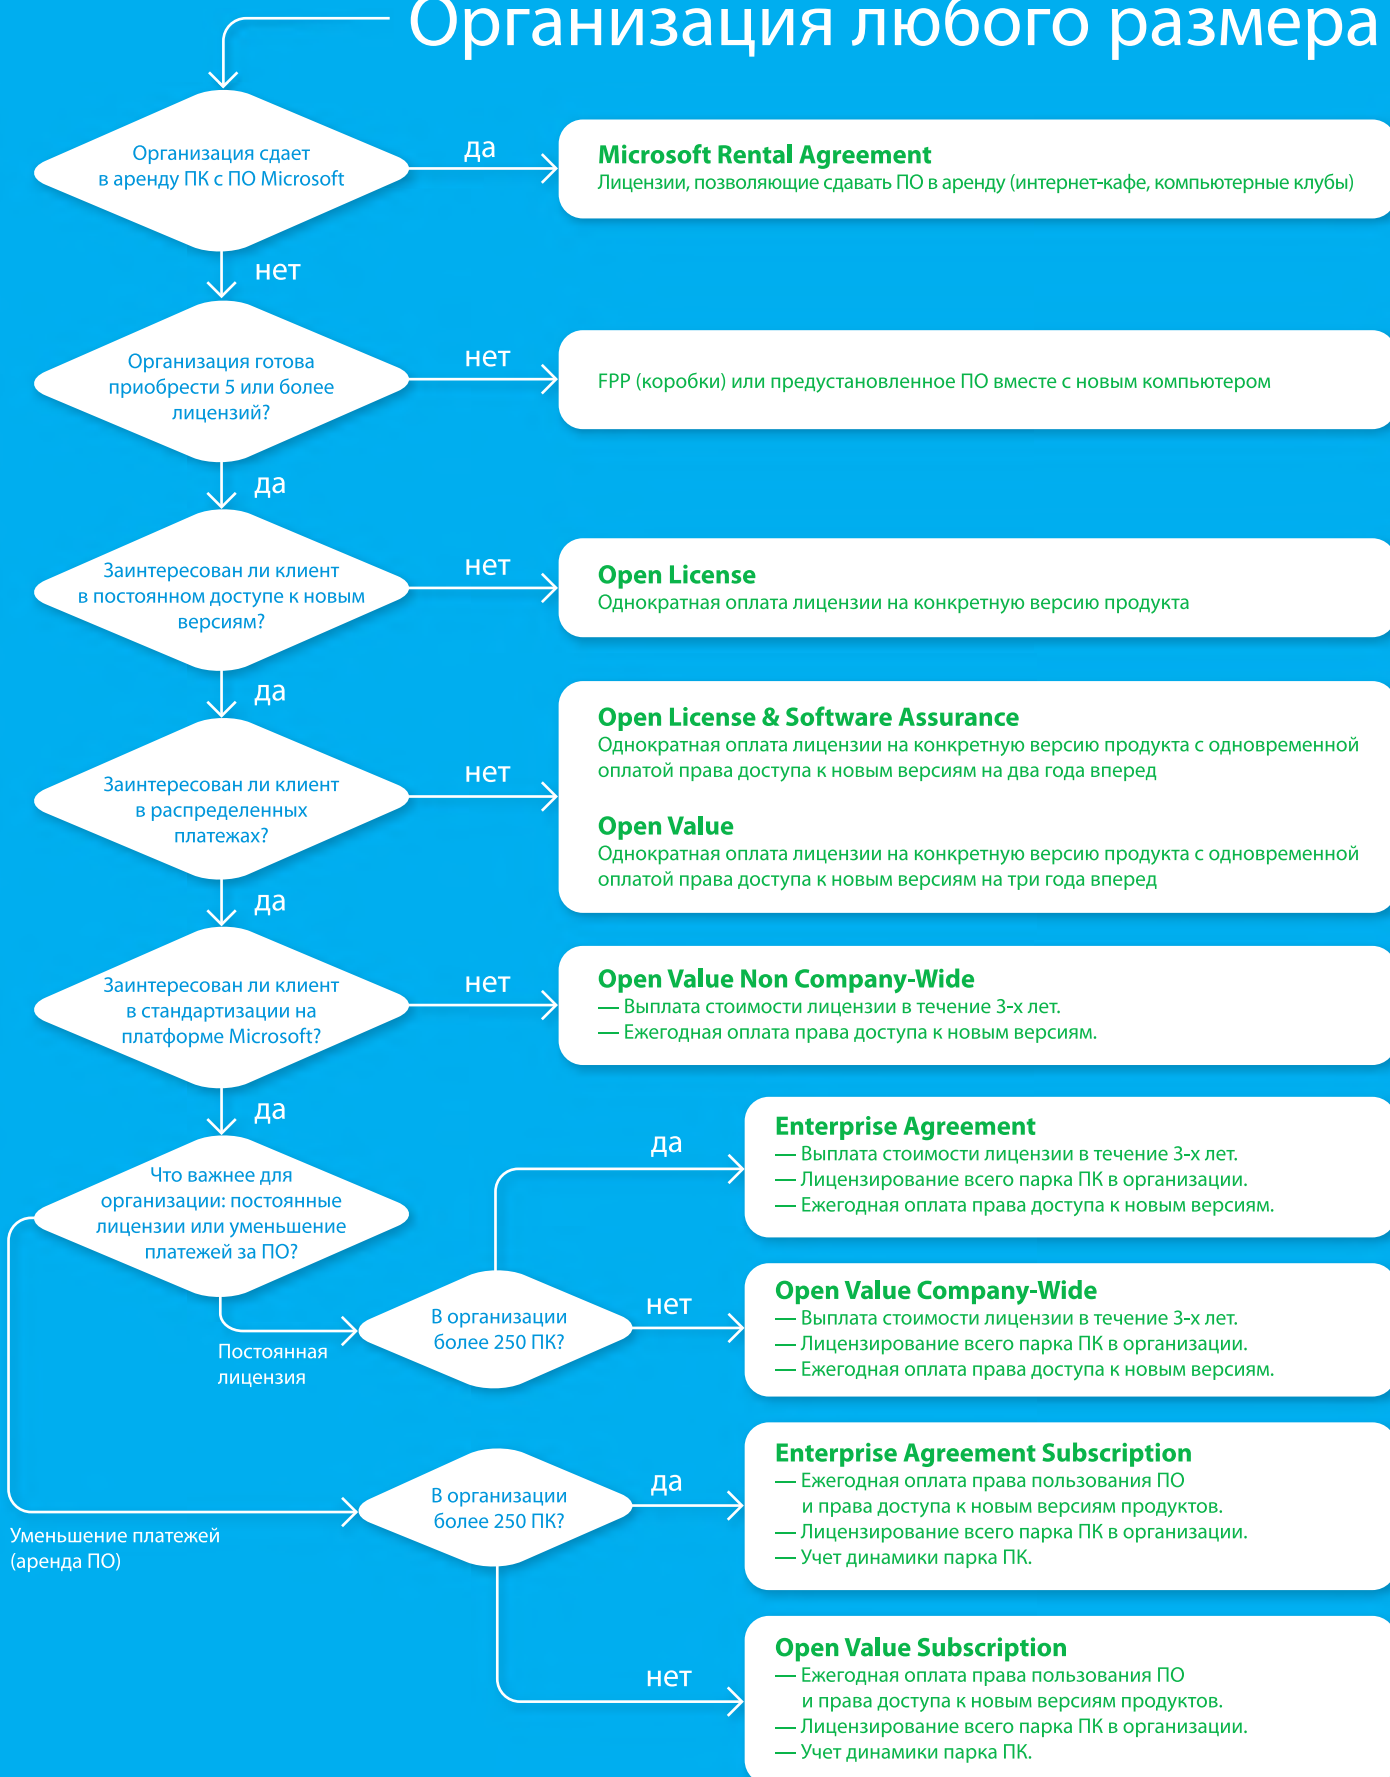 Организация любого размера
Организация сдает
в аренду ПК с ПО Microsoft
да
Microsoft Rental Agreement
Лицензии, позволяющие сдавать ПО в аренду (интернет-кафе, компьютерные клубы)
нет
Организация готова
приобрести 5 или более
лицензий?
нет
FPP (коробки) или предустановленное ПО вместе с новым компьютером
да
Заинтересован ли клиент
в постоянном доступе к новым
версиям?
нет
Open License
Однократная оплата лицензии на конкретную версию продукта
да
Заинтересован ли клиент
в распределенных
платежах?
нет
Open License & Software Assurance
Однократная оплата лицензии на конкретную версию продукта с одновременной
оплатой права доступа к новым версиям на два года вперед
Open Value
Однократная оплата лицензии на конкретную версию продукта с одновременной
оплатой права доступа к новым версиям на три года вперед
да
Заинтересован ли клиент
в стандартизации на
платформе Microsoft?
нет
Open Value Non Company-Wide
— Выплата стоимости лицензии в течение 3-х лет.
— Ежегодная оплата права доступа к новым версиям.
да
Что важнее для
организации: постоянные
лицензии или уменьшение
платежей за ПО?
Постоянная
лицензия
В организации
более 250 ПК?
да
Enterprise Agreement
— Выплата стоимости лицензии в течение 3-х лет.
— Лицензирование всего парка ПК в организации.
— Ежегодная оплата права доступа к новым версиям.
нет
Open Value Company-Wide
— Выплата стоимости лицензии в течение 3-х лет.
— Лицензирование всего парка ПК в организации.
— Ежегодная оплата права доступа к новым версиям.
Уменьшение платежей
(аренда ПО)
В организации
более 250 ПК?
да
Enterprise Agreement Subscription
— Ежегодная оплата права пользования ПО
и права доступа к новым версиям продуктов.
— Лицензирование всего парка ПК в организации.
— Учет динамики парка ПК.
нет
Open Value Subscription
— Ежегодная оплата права пользования ПО
и права доступа к новым версиям продуктов.
— Лицензирование всего парка ПК в организации.
— Учет динамики парка ПК.